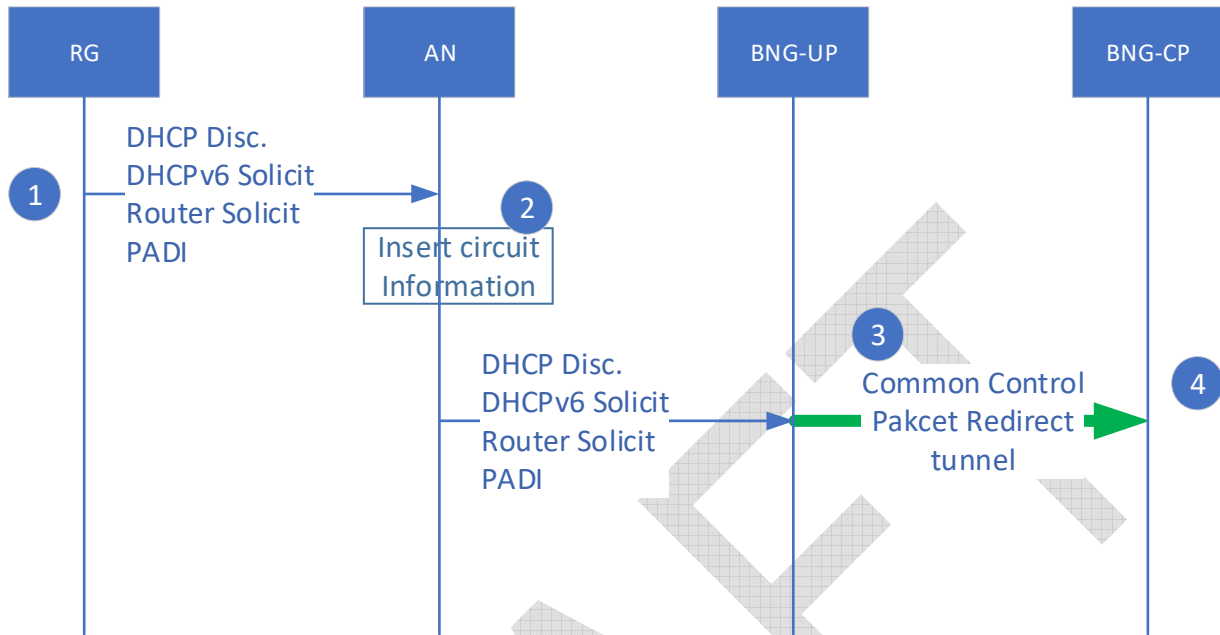 RG
AN
BNG-UP
BNG-CP
DHCP Disc.
DHCPv6 Solicit
Router Solicit
PADI
1
2
Insert circuit
Information
DHCP Disc.
DHCPv6 Solicit
Router Solicit
PADI
3
Common Control
Pakcet Redirect
tunnel
4